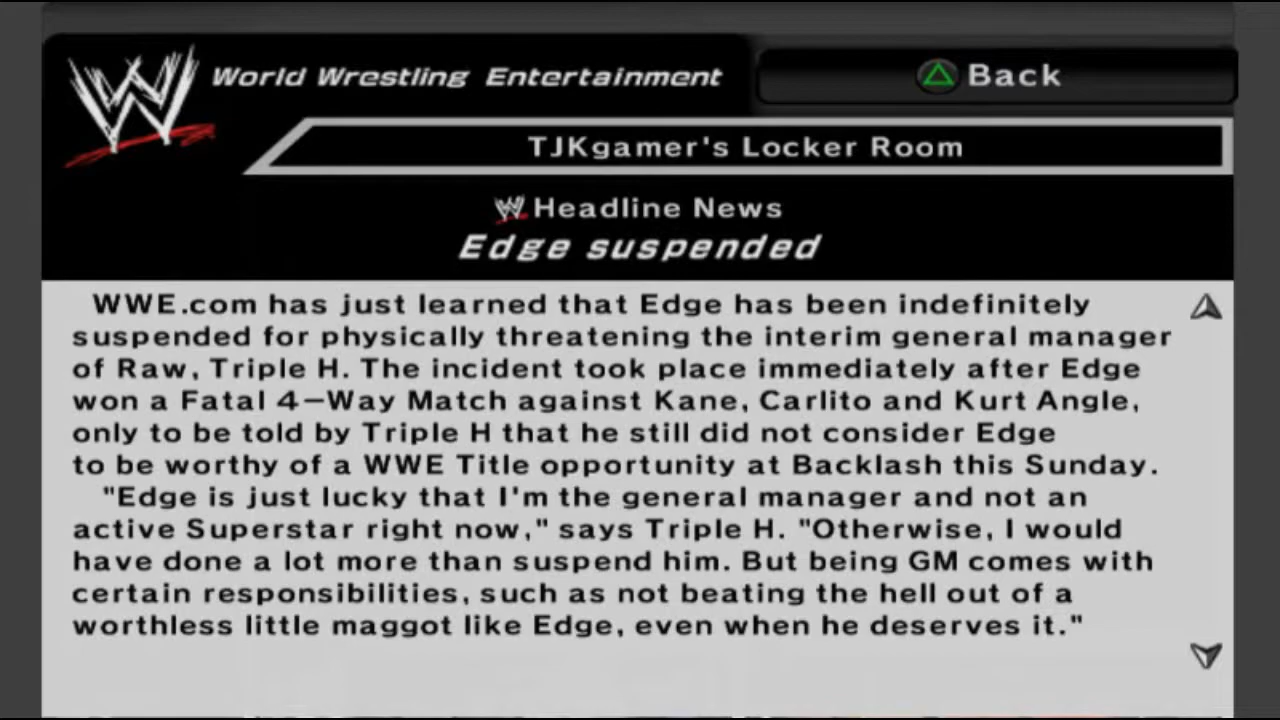 World Wrestling Entertainment
Back
TJKgamer's Locker Room
W Headline News
Edge suspended
WWE.com has just learned that Edge has been indefinitely
suspended for physically threatening the interim general manager
of Raw, Triple H. The incident took place immediately after Edge
won a Fatal 4-Way Match against Kane, Carlito and Kurt Angle,
only to be told by Triple H that he still did not consider Edge
to be worthy of a WWE Title opportunity at Backlash this Sunday.
"Edge is just lucky that I'm the general manager and not an
active Superstar right now," says Triple H. "Otherwise, I would
have done a lot more than suspend him. But being GM comes with
certain responsibilities, such as not beating the hell out of a
worthless little maggot like Edge, even when he deserves it."